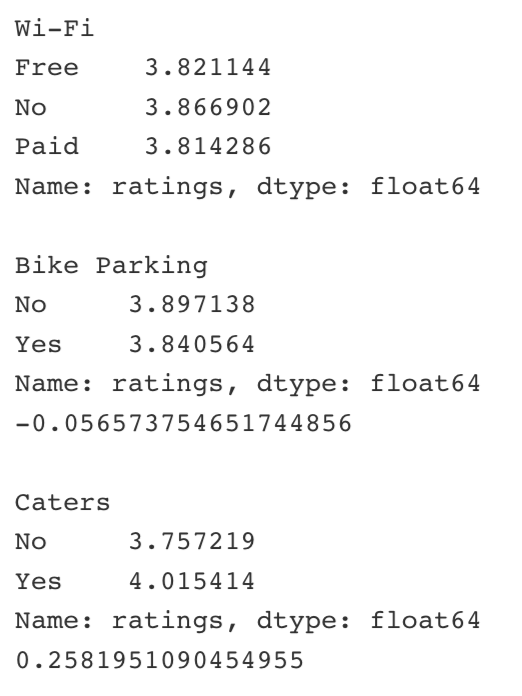 Wi-Fi
Free    3.821144
No      3.866902
Paid    3.814286
Name: ratings, dtype: float64

Bike Parking
No     3.897138
Yes    3.840564
Name: ratings, dtype: float64
-0.056573754651744856

Caters
No     3.757219
Yes    4.015414
Name: ratings, dtype: float64
0.2581951090454955